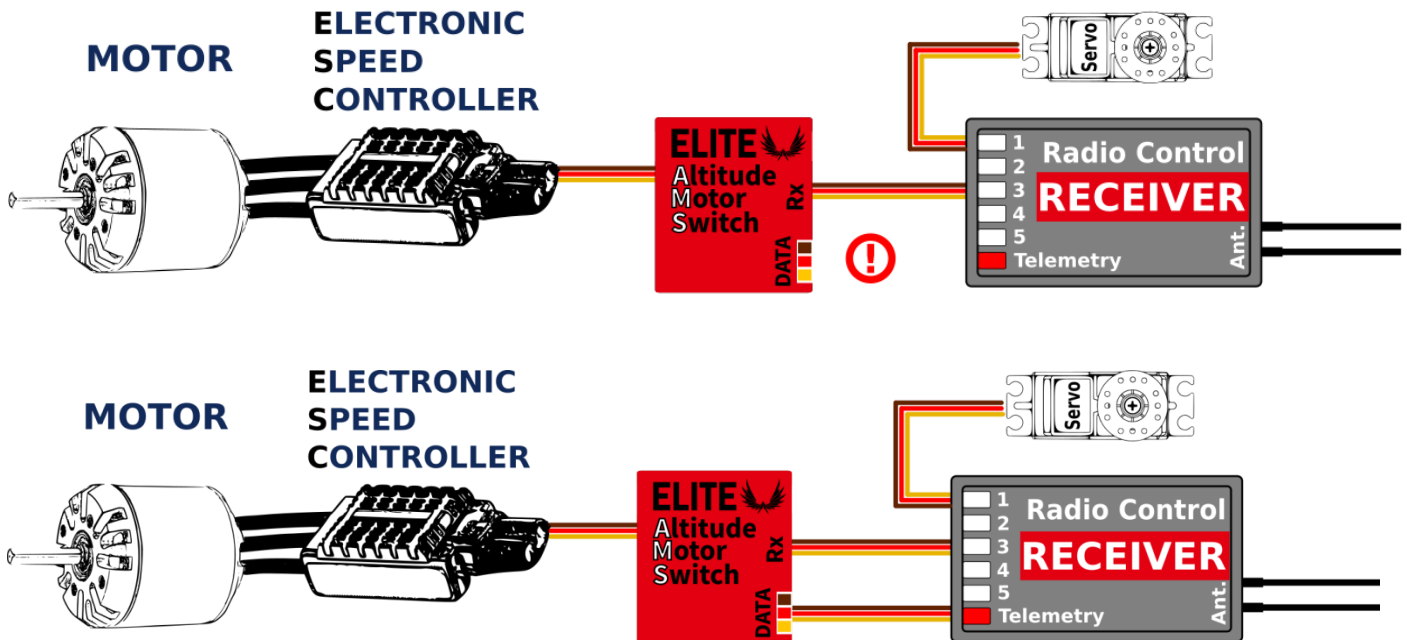 MOTOR
ELECTRONIC
SPEED
CONTROLLER
Servo
ELITE
Altitude
Motor
Switch
Rx
DATA
!
1
2
3
4
5
Telemetry
Radio Control
RECEIVER
Ant.
MOTOR
ELECTRONIC
SPEED
CONTROLLER
Servo
ELITE
Altitude
Motor
Switch
Rx
DATA
1
2
3
4
5
Telemetry
Radio Control
RECEIVER
Ant.